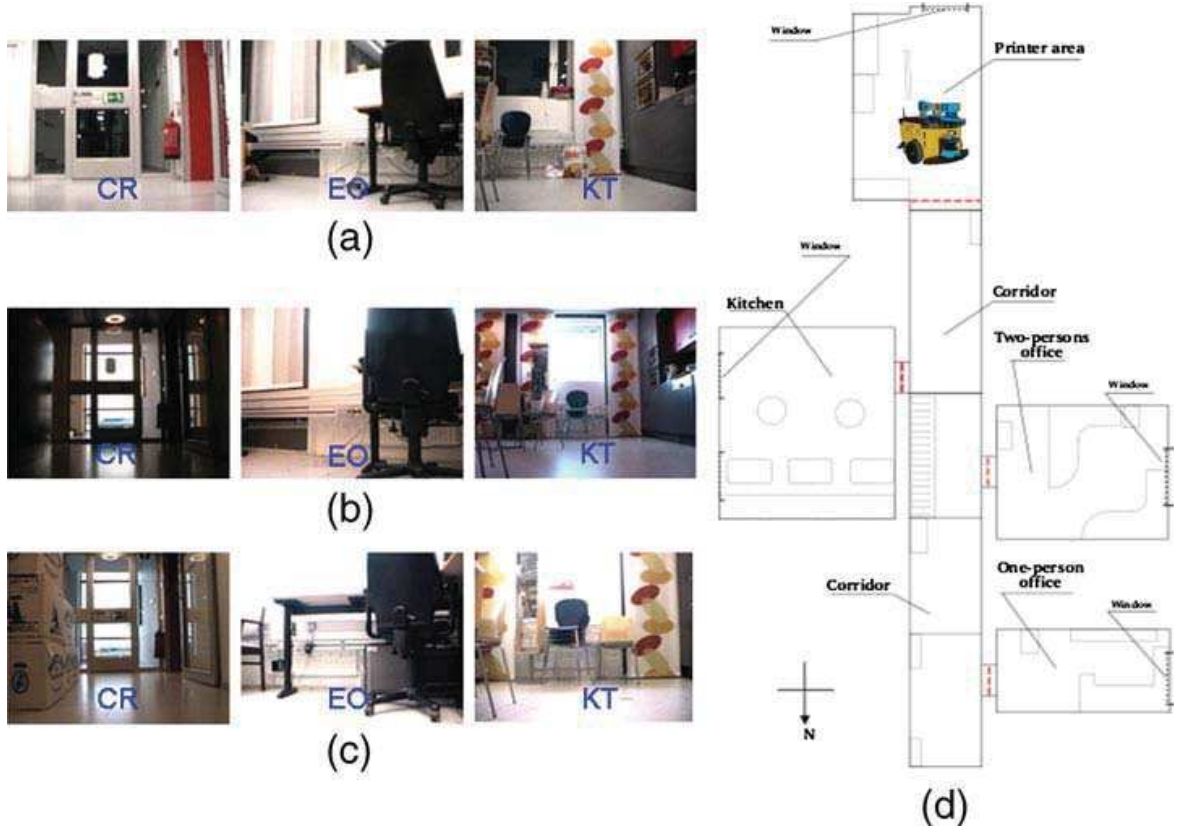 CR
EO
KT
(a)
CR
EO
KT
(b)
CR
EO
KT
(c)
Window
Printer area
Window
Kitchen
Corridor
Two-persons
office
Window
Corridor
One-person
office
Window
N
(d)